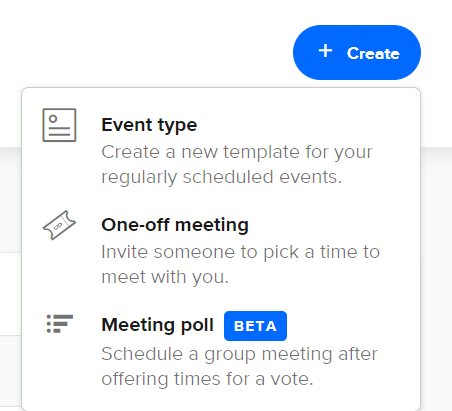 + Create
Event type
Create a new template for your
regularly scheduled events.
One-off meeting
Invite someone to pick a time to
meet with you.
Meeting poll BETA
Schedule a group meeting after
offering times for a vote.